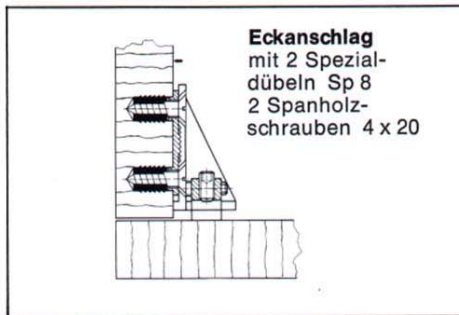 Eckanschlag
mit 2 Spezial-
dübeln Sp 8
2 Spanholz-
schrauben 4 x 20